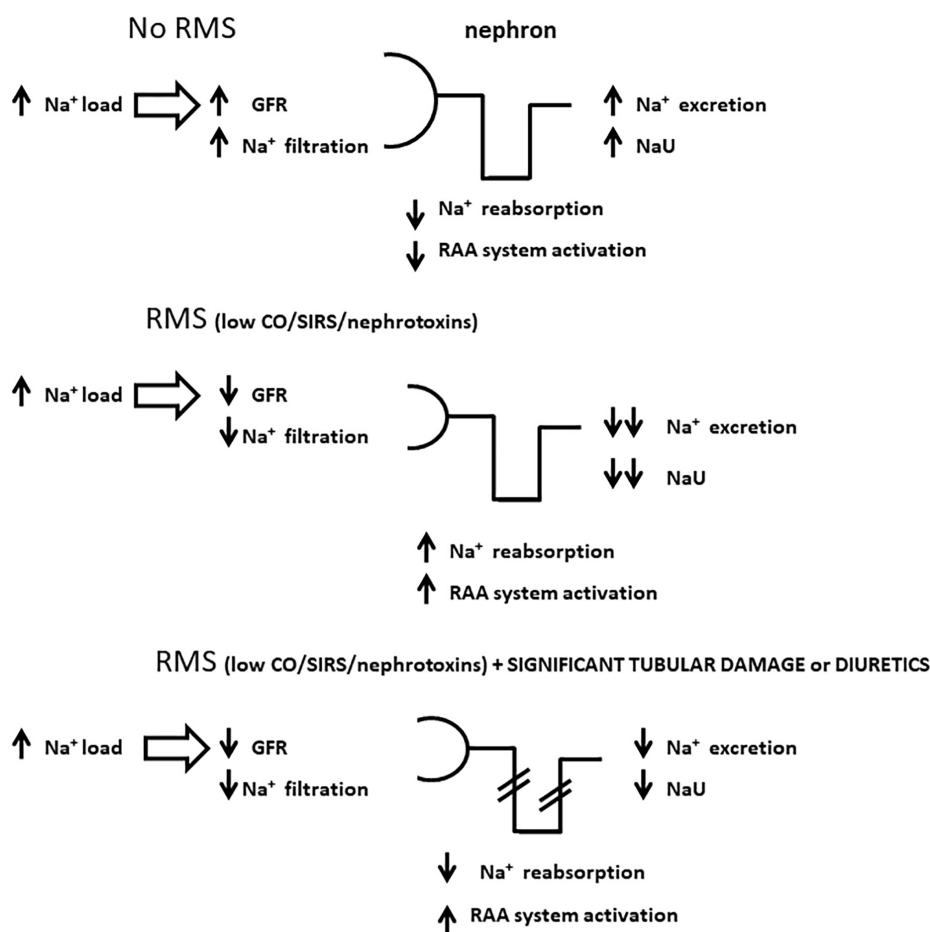 No RMS
nephron
Na⁺ load
GFR
Na⁺ filtration
Na⁺ excretion
NaU
Na⁺ reabsorption
RAA system activation
RMS (low CO/SIRS/nephrotoxins)
Na⁺ load
GFR
Na⁺ filtration
Na⁺ excretion
NaU
Na⁺ reabsorption
RAA system activation
RMS (low CO/SIRS/nephrotoxins) + SIGNIFICANT TUBULAR DAMAGE or DIURETICS
Na⁺ load
GFR
Na⁺ filtration
Na⁺ excretion
NaU
Na⁺ reabsorption
RAA system activation